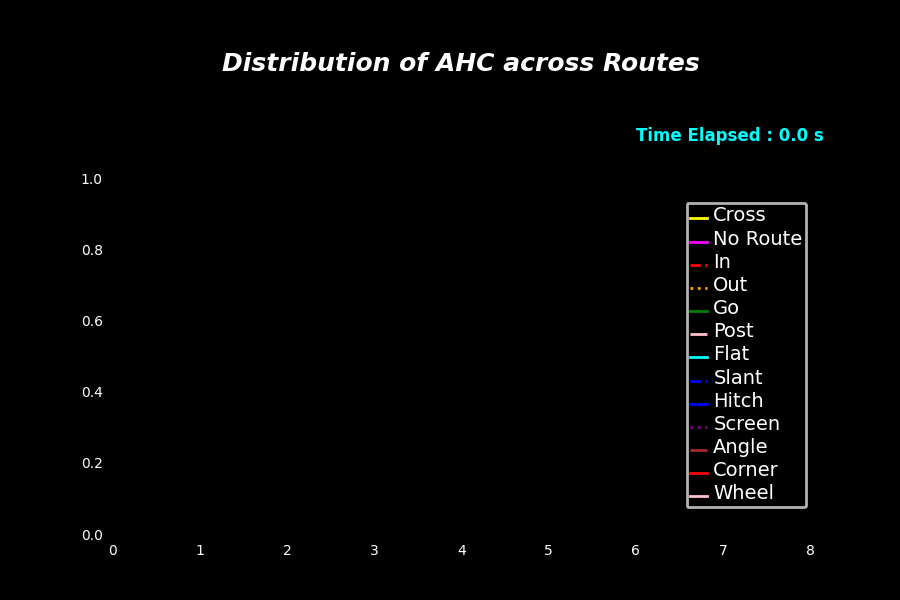 Distribution of AHC across Routes
Time Elapsed : 0.0 s
1.0
0.8
0.6
0.4
0.2
0.0
0 1 2 3 4 5 6 7 8
Cross
No Route
In
Out
Go
Post
Flat
Slant
Hitch
Screen
Angle
Corner
Wheel